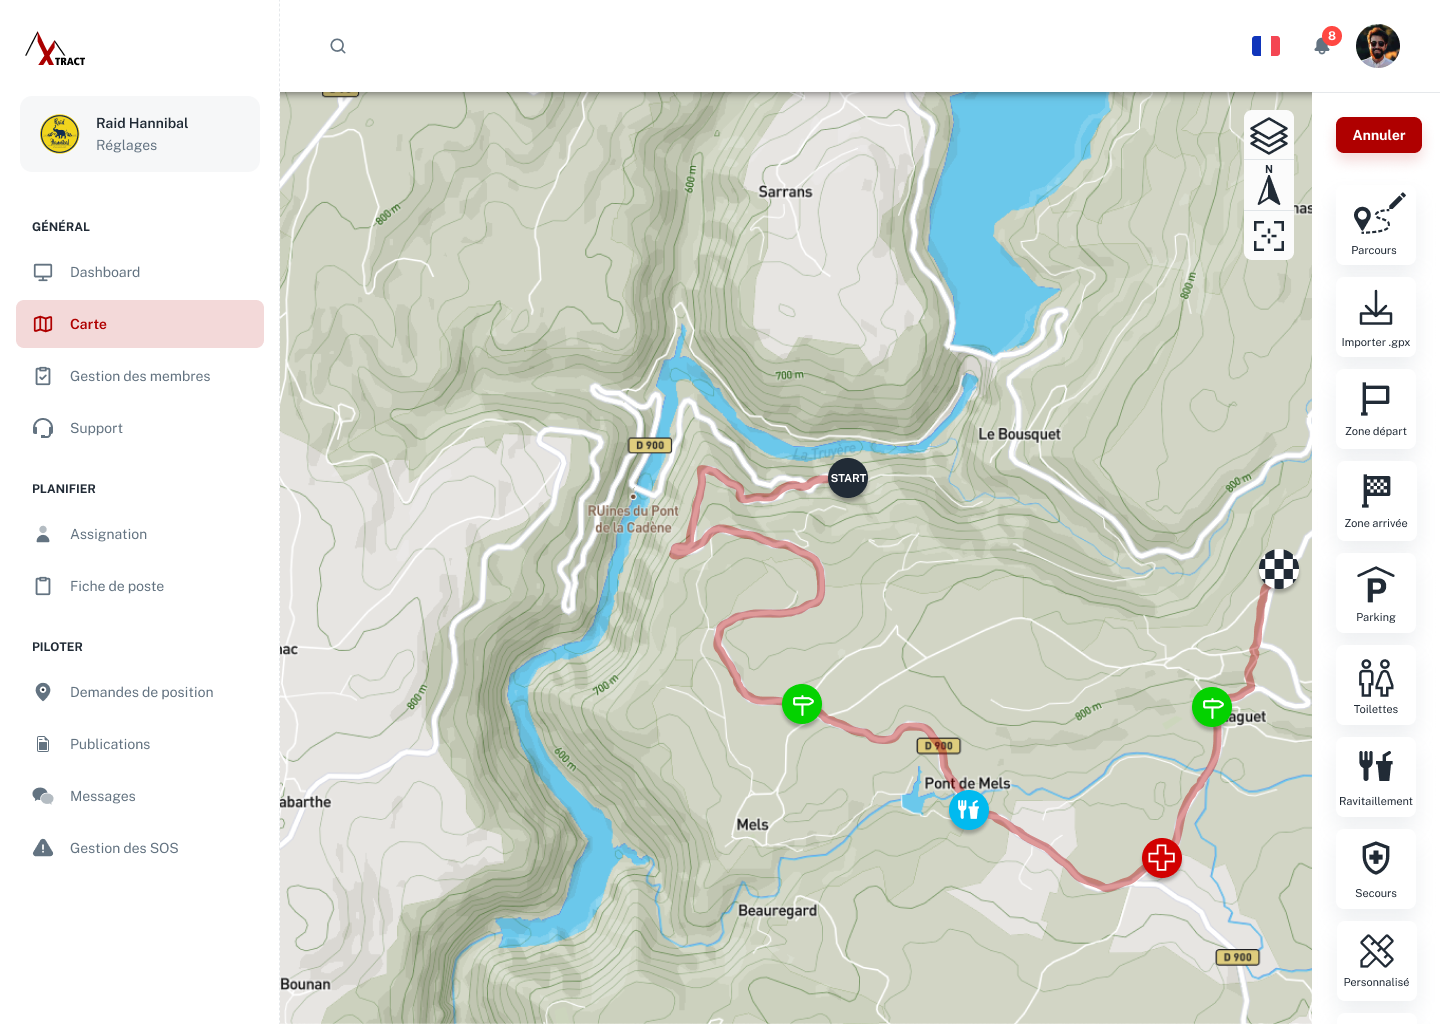 XTRACT
Raid Hannibal
Réglages
GÉNÉRAL
Dashboard
Carte
Gestion des membres
Support
PLANIFIER
Assignation
Fiche de poste
PILOTER
Demandes de position
Publications
Messages
Gestion des SOS
8
Annuler
N
Parcours
Importer .gpx
Zone départ
Zone arrivée
P
Parking
Toilettes
Ravitaillement
Secours
Personnalisé
600 m
800 m
Sarrans
nas
800 m
700 m
D 900
Le Bousquet
La Truyère
START
800 m
RUines du Pont
de la Cadène
nac
700 m
800 m
800 m
aguet
D 900
600 m
Pont de Mels
abarthe
Mels
Beauregard
D 900
Bounan